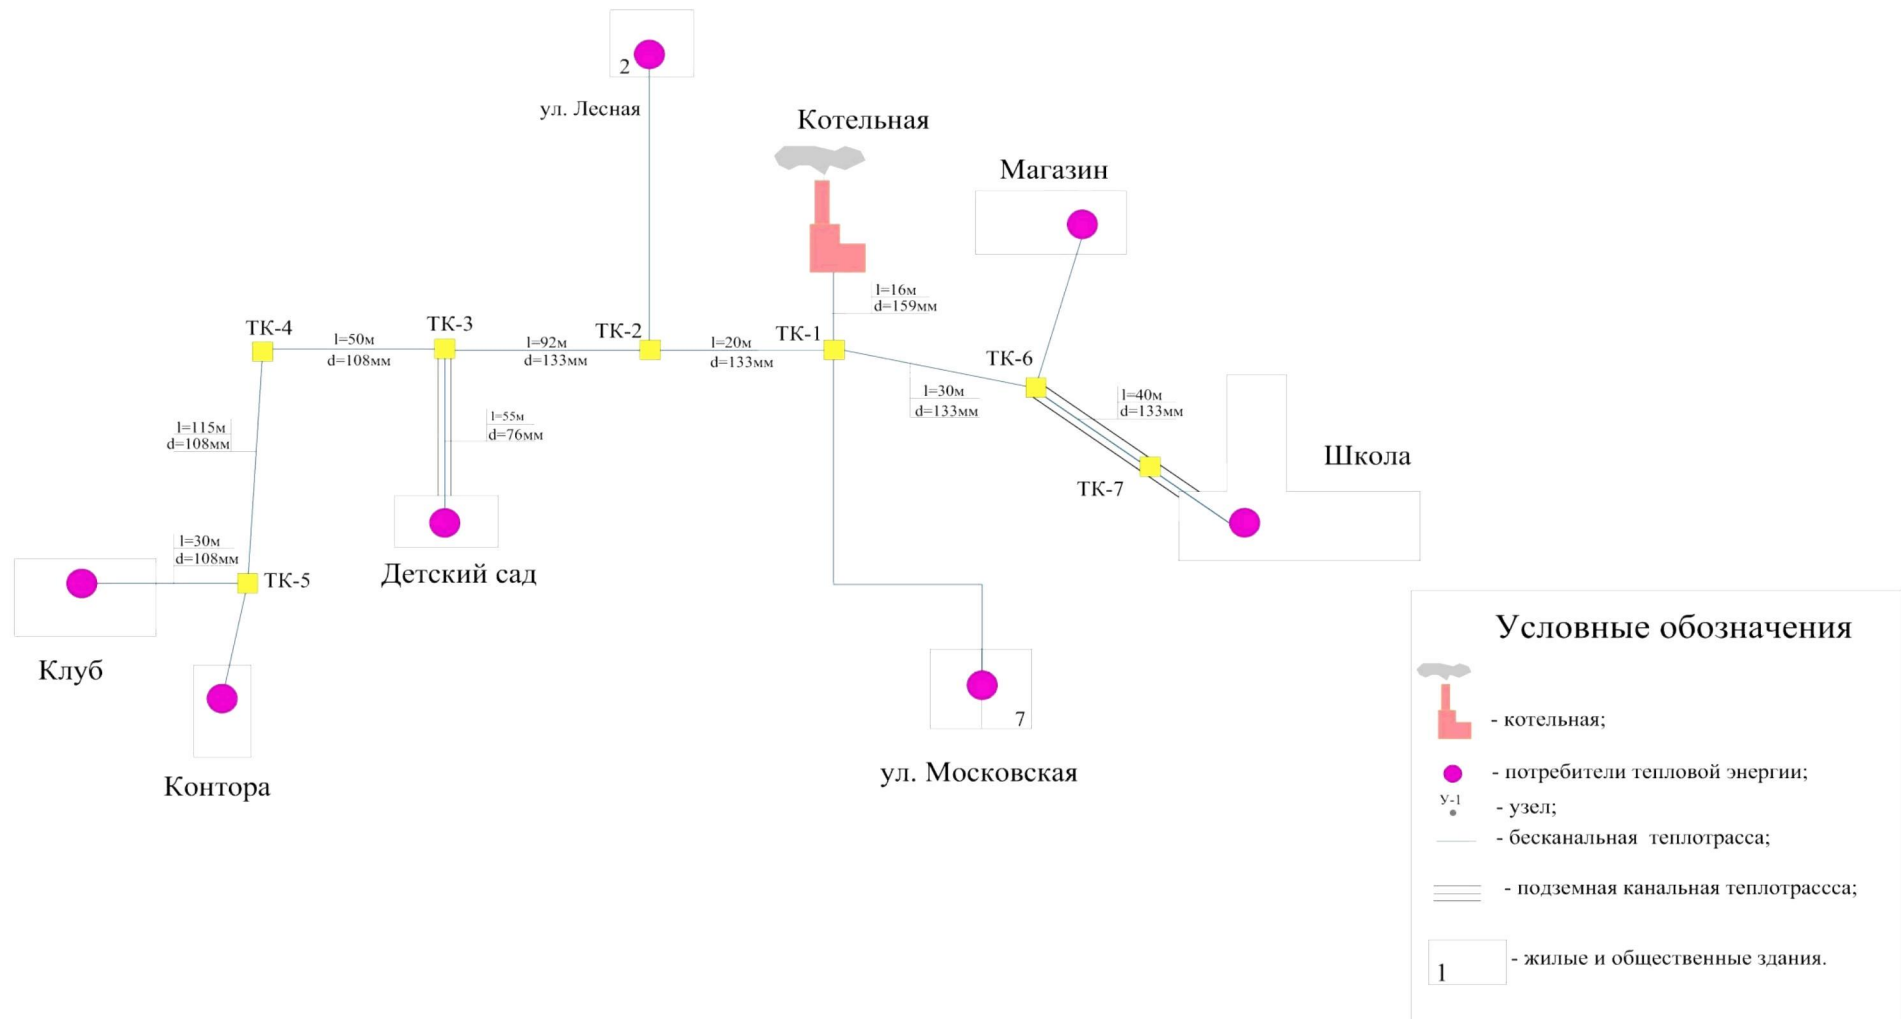 2
ул. Лесная
Котельная
Магазин
l=16м
d=159мм
ТК-4
ТК-3
ТК-2
ТК-1
l=50м
d=108мм
l=92м
d=133мм
l=20м
d=133мм
ТК-6
l=30м
d=133мм
l=40м
d=133мм
l=115м
d=108мм
l=55м
d=76мм
Школа
ТК-7
l=30м
d=108мм
ТК-5
Детский сад
Клуб
Контора
7
ул. Московская
Условные обозначения
- котельная;
- потребители тепловой энергии;
У-1
- узел;
- бесканальная теплотрасса;
- подземная канальная теплотрассса;
1
- жилые и общественные здания.